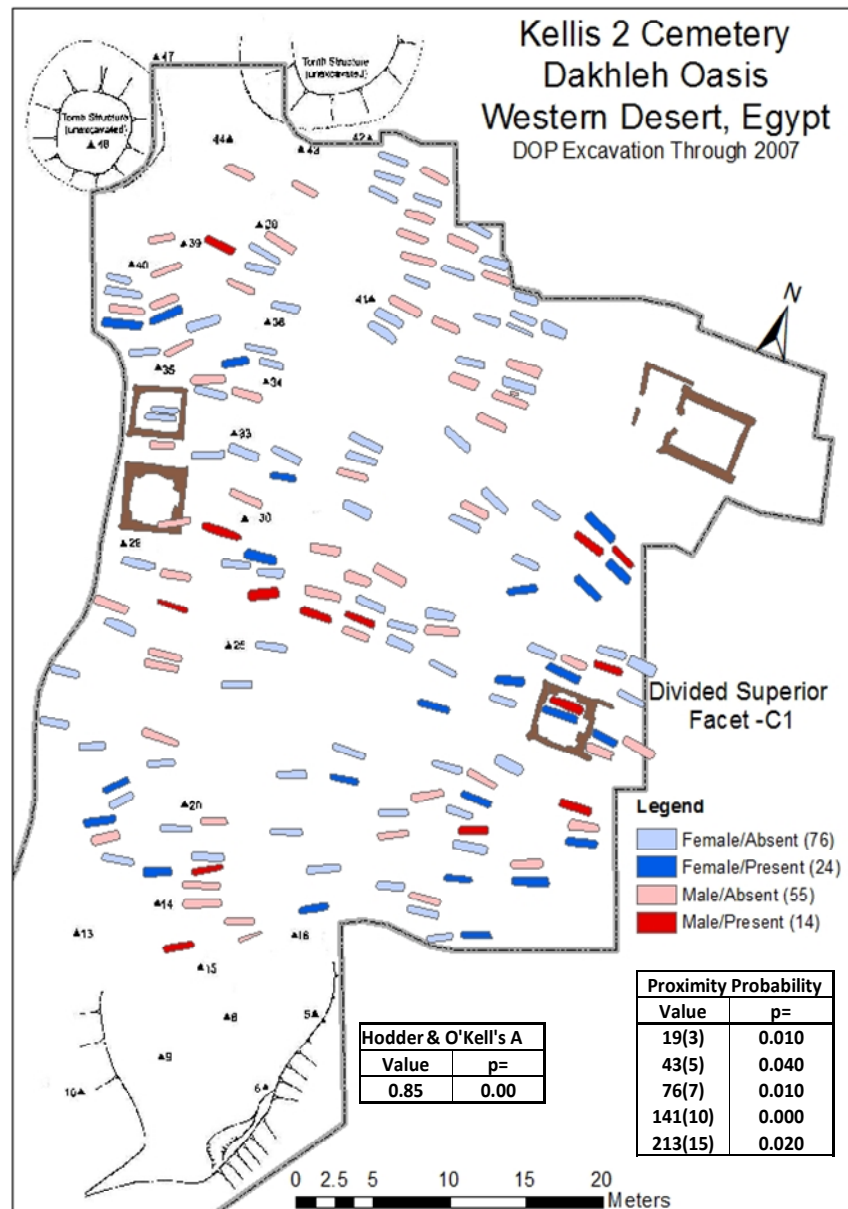 Kellis 2 Cemetery
Dakhleh Oasis
Western Desert, Egypt
DOP Excavation Through 2007
47
Tomb Structure
(unexcavated)
Tomb Structure
(unexcavated)
48
44
43
42
39
38
40
41
36
35
34
33
30
29
25
20
14
13
16
15
8
5
9
10
6
N
Divided Superior
Facet -C1
Legend
Female/Absent (76)
Female/Present (24)
Male/Absent (55)
Male/Present (14)
Hodder & O'Kell's A
Value p=
0.85 0.00
Proximity Probability
Value p=
19(3) 0.010
43(5) 0.040
76(7) 0.010
141(10) 0.000
213(15) 0.020
0 2.5 5 10 15 20
Meters